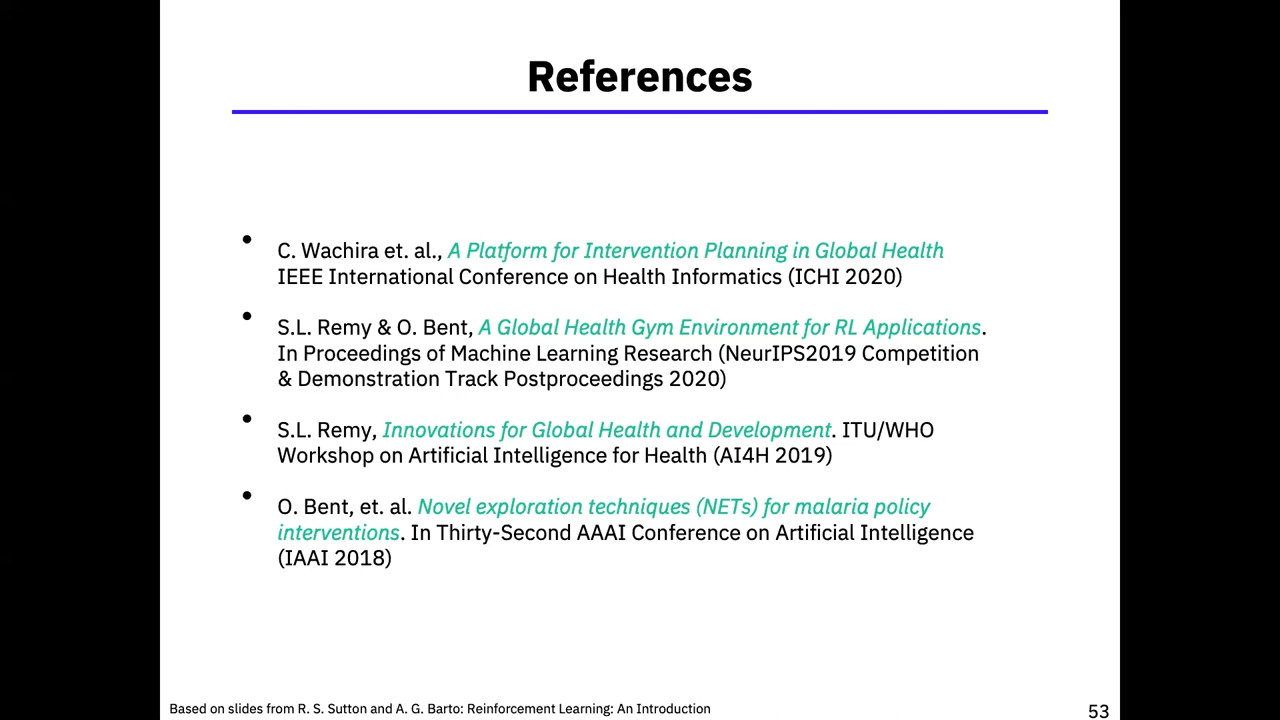 References
• C. Wachira et. al., A Platform for Intervention Planning in Global Health
IEEE International Conference on Health Informatics (ICHI 2020)
• S.L. Remy & O. Bent, A Global Health Gym Environment for RL Applications.
In Proceedings of Machine Learning Research (NeurIPS2019 Competition
& Demonstration Track Postproceedings 2020)
• S.L. Remy, Innovations for Global Health and Development. ITU/WHO
Workshop on Artificial Intelligence for Health (AI4H 2019)
• O. Bent, et. al. Novel exploration techniques (NETs) for malaria policy
interventions. In Thirty-Second AAAI Conference on Artificial Intelligence
(IAAI 2018)
Based on slides from R. S. Sutton and A. G. Barto: Reinforcement Learning: An Introduction
53